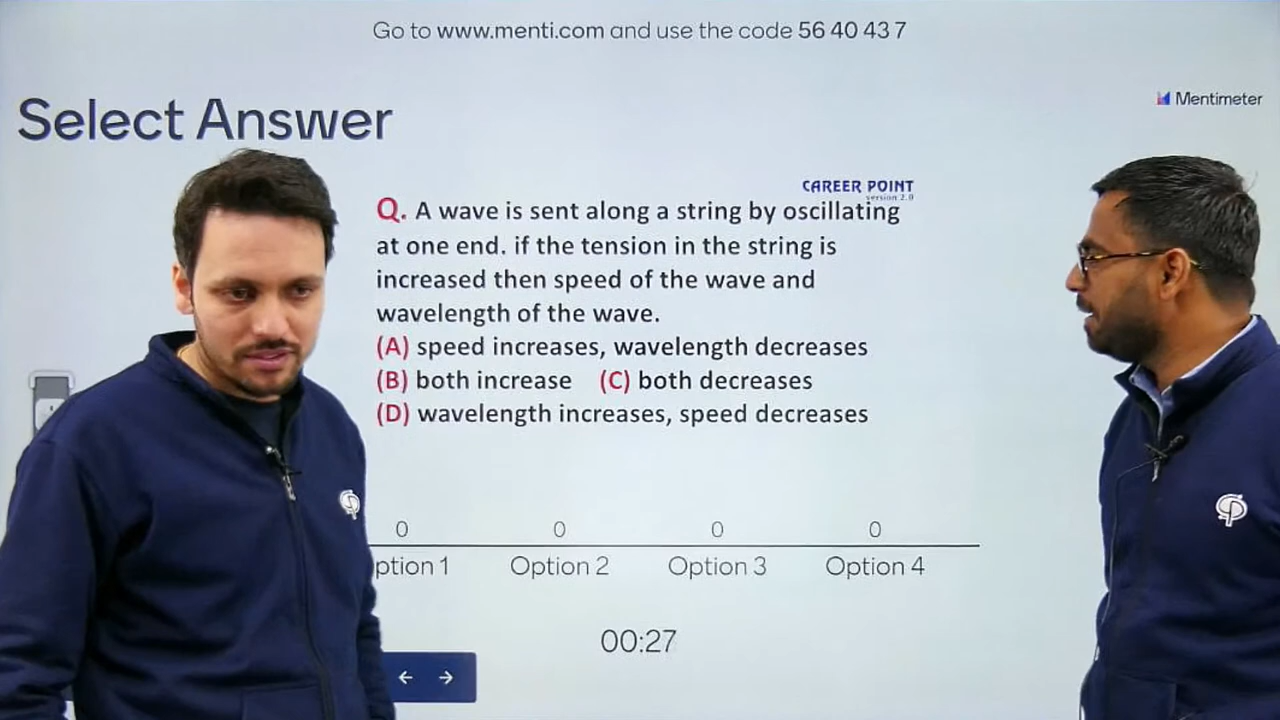 Go to www.menti.com and use the code 56 40 43 7
Mentimeter
Select Answer
CAREER POINT
version 2.0
Q. A wave is sent along a string by oscillating
at one end. if the tension in the string is
increased then speed of the wave and
wavelength of the wave.
(A) speed increases, wavelength decreases
(B) both increase (C) both decreases
(D) wavelength increases, speed decreases
0 0 0 0
ption 1 Option 2 Option 3 Option 4
00:27